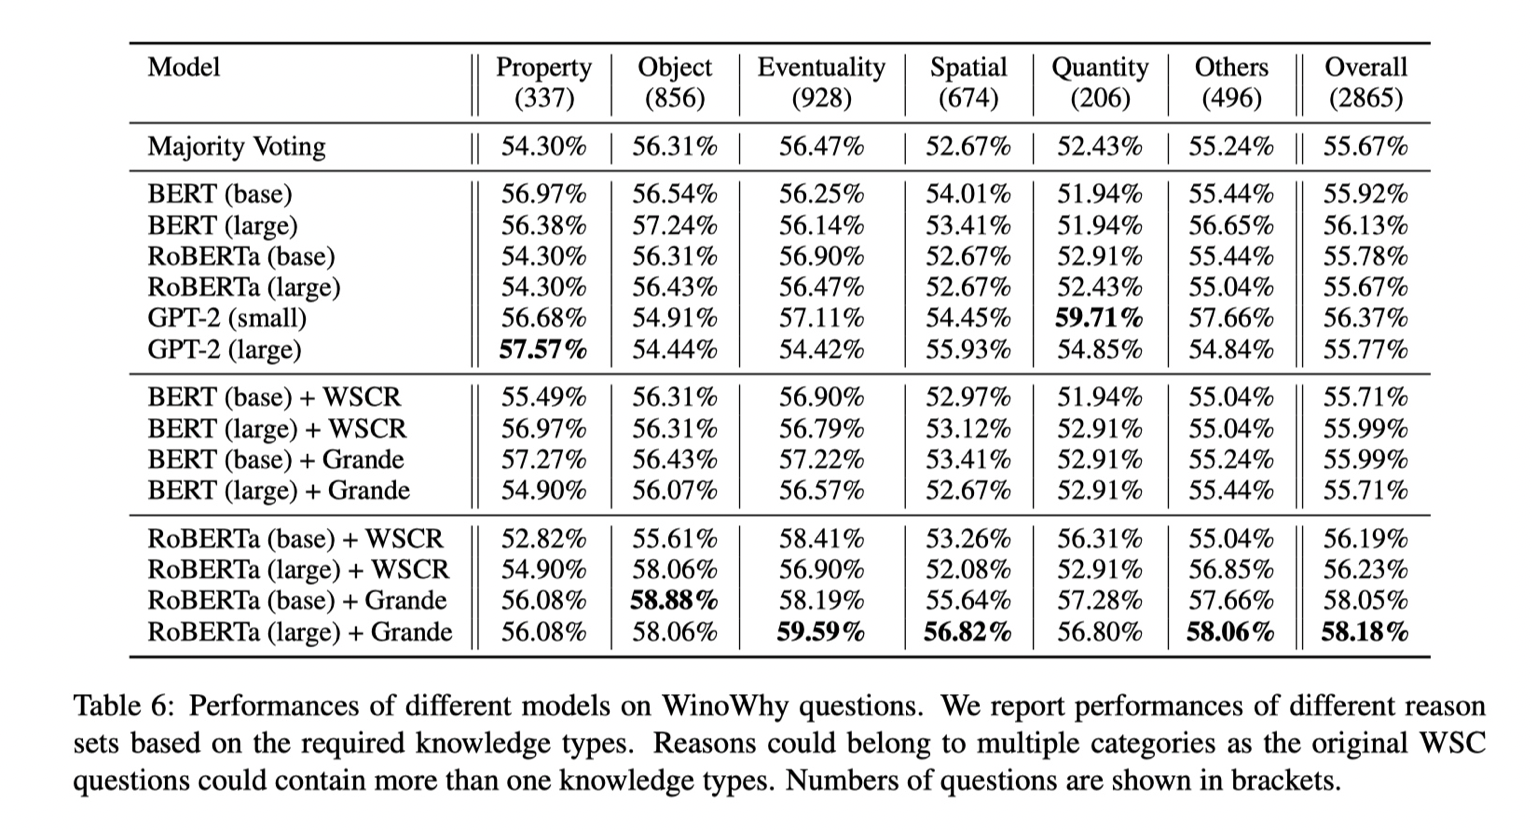 Model Property Object Eventuality Spatial Quantity Others Overall
(337) (856) (928) (674) (206) (496) (2865)
Majority Voting 54.30% 56.31% 56.47% 52.67% 52.43% 55.24% 55.67%
BERT (base) 56.97% 56.54% 56.25% 54.01% 51.94% 55.44% 55.92%
BERT (large) 56.38% 57.24% 56.14% 53.41% 51.94% 56.65% 56.13%
RoBERTa (base) 54.30% 56.31% 56.90% 52.67% 52.91% 55.44% 55.78%
RoBERTa (large) 54.30% 56.43% 56.47% 52.67% 52.43% 55.04% 55.67%
GPT-2 (small) 56.68% 54.91% 57.11% 54.45% 59.71% 57.66% 56.37%
GPT-2 (large) 57.57% 54.44% 54.42% 55.93% 54.85% 54.84% 55.77%
BERT (base) + WSCR 55.49% 56.31% 56.90% 52.97% 51.94% 55.04% 55.71%
BERT (large) + WSCR 56.97% 56.31% 56.79% 53.12% 52.91% 55.04% 55.99%
BERT (base) + Grande 57.27% 56.43% 57.22% 53.41% 52.91% 55.24% 55.99%
BERT (large) + Grande 54.90% 56.07% 56.57% 52.67% 52.91% 55.44% 55.71%
RoBERTa (base) + WSCR 52.82% 55.61% 58.41% 53.26% 56.31% 55.04% 56.19%
RoBERTa (large) + WSCR 54.90% 58.06% 56.90% 52.08% 52.91% 56.85% 56.23%
RoBERTa (base) + Grande 56.08% 58.88% 58.19% 55.64% 57.28% 57.66% 58.05%
RoBERTa (large) + Grande 56.08% 58.06% 59.59% 56.82% 56.80% 58.06% 58.18%
Table 6: Performances of different models on WinoWhy questions. We report performances of different reason
sets based on the required knowledge types. Reasons could belong to multiple categories as the original WSC
questions could contain more than one knowledge types. Numbers of questions are shown in brackets.